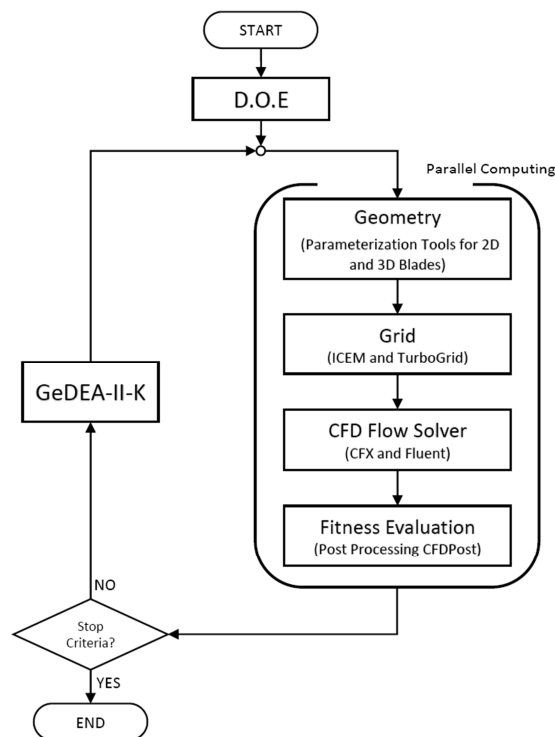 START
D.O.E
Parallel Computing
Geometry
(Parameterization Tools for 2D
and 3D Blades)
Grid
(ICEM and TurboGrid)
GeDEA-II-K
CFD Flow Solver
(CFX and Fluent)
Fitness Evaluation
(Post Processing CFDPost)
NO
Stop
Criteria?
YES
END